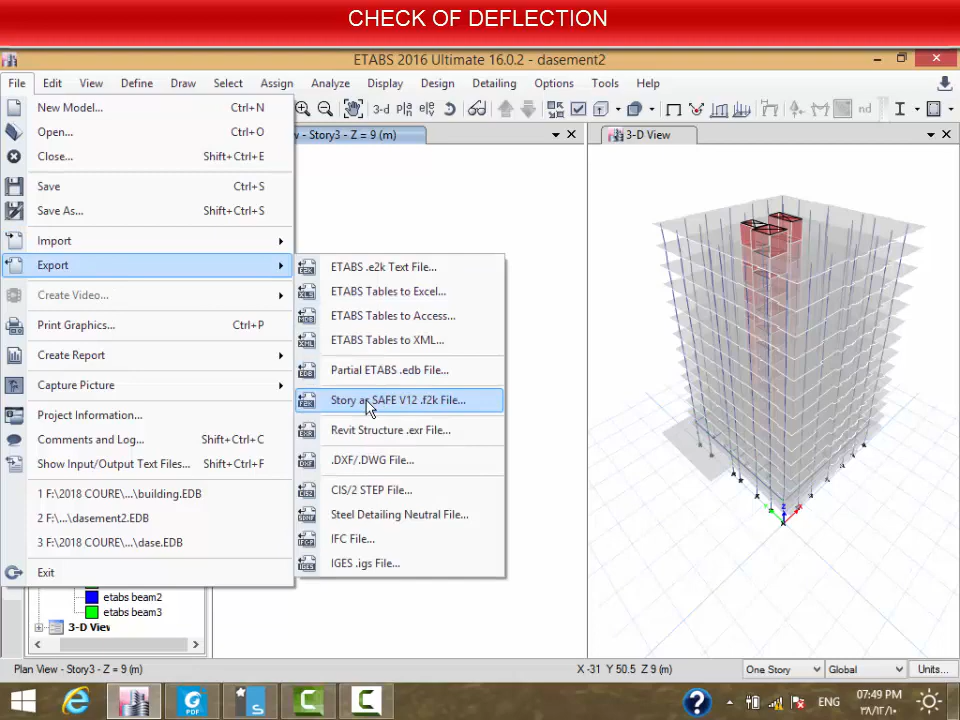 CHECK OF DEFLECTION
ETABS 2016 Ultimate 16.0.2 - dasement2
File Edit View Define Draw Select Assign Analyze Display Design Detailing Options Tools Help
3-d nd
New Model... Ctrl+N
Open... Ctrl+O
Close... Shift+Ctrl+E
Save Ctrl+S
Save As... Shift+Ctrl+S
Import
Export
Create Video...
Print Graphics... Ctrl+P
Create Report
Capture Picture
Project Information...
Comments and Log... Shift+Ctrl+C
Show Input/Output Text Files... Shift+Ctrl+F
1 F:\2018 COURE\...\building.EDB
2 F:\...\dasement2.EDB
3 F:\2018 COURE\...\dase.EDB
Exit
ETABS .e2k Text File...
ETABS Tables to Excel...
ETABS Tables to Access...
ETABS Tables to XML...
Partial ETABS .edb File...
Story as SAFE V12 .f2k File...
Revit Structure .exr File...
.DXF/.DWG File...
CIS/2 STEP File...
Steel Detailing Neutral File...
IFC File...
IGES .igs File...
w - Story3 - Z = 9 (m)
3-D View
etabs beam2
etabs beam3
3-D View
Plan View - Story3 - Z = 9 (m) X -31 Y 50.5 Z 9 (m) One Story Global Units...
PDF
ENG
07:49 PM
٣٨/١٢/١٠